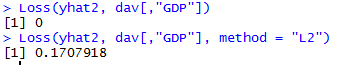 > Loss(yhat2, dav[,"GDP"])
[1] 0
> Loss(yhat2, dav[,"GDP"], method = "L2")
[1] 0.1707918